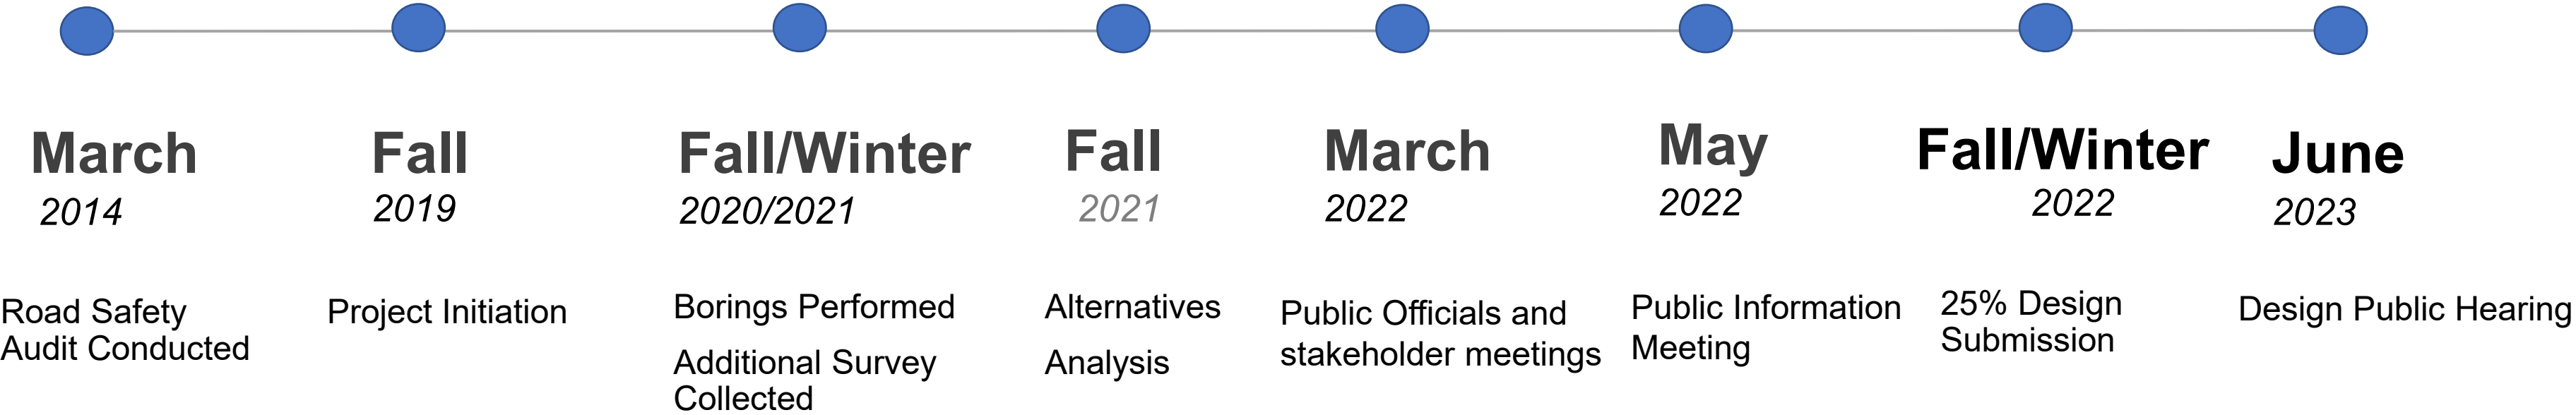 March
2014
Road Safety
Audit Conducted
Fall
2019
Project Initiation
Fall/Winter
2020/2021
Borings Performed
Additional Survey
Collected
Fall
2021
Alternatives
Analysis
March
2022
Public Officials and
stakeholder meetings
May
2022
Public Information
Meeting
Fall/Winter
2022
25% Design
Submission
June
2023
Design Public Hearing